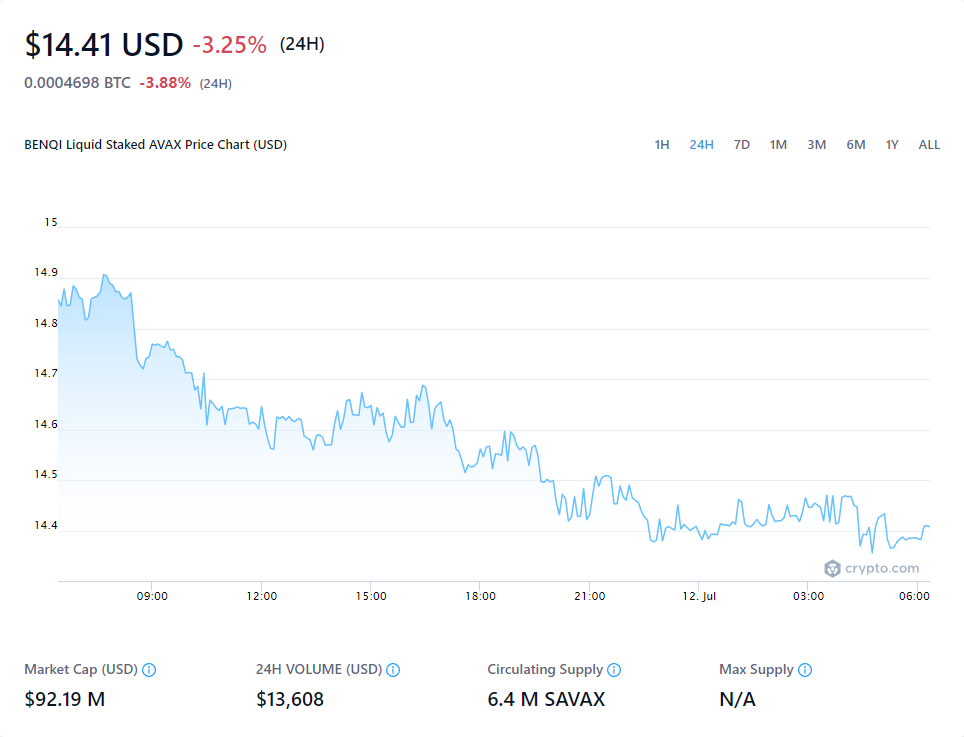 $14.41 USD -3.25% (24H)
0.0004698 BTC -3.88% (24H)
BENQI Liquid Staked AVAX Price Chart (USD) 1H 24H 7D 1M 3M 6M 1Y ALL
15
14.9
14.8
14.7
14.6
14.5
14.4
crypto.com
09:00 12:00 15:00 18:00 21:00 12. Jul 03:00 06:00
Market Cap (USD) 24H VOLUME (USD) Circulating Supply Max Supply
$92.19 M $13,608 6.4 M SAVAX N/A